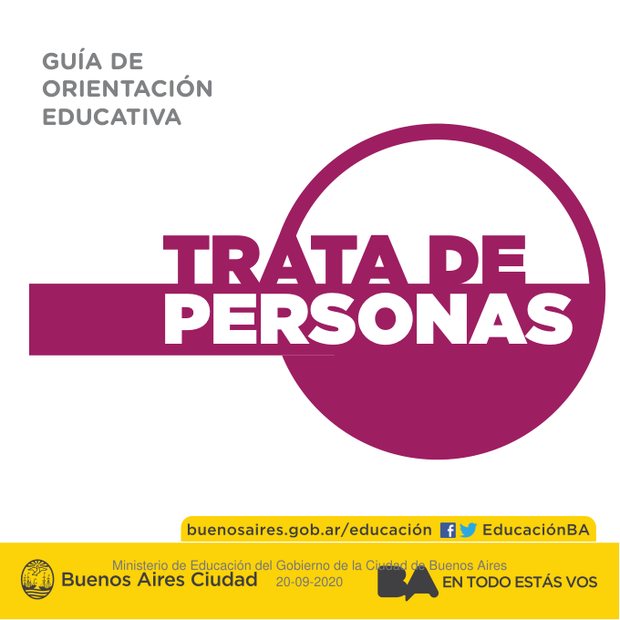 GUÍA DE
ORIENTACIÓN
EDUCATIVA
TRATA DE
PERSONAS
buenosaires.gob.ar/educación EducaciónBA
Ministerio de Educación del Gobierno de la Ciudad de Buenos Aires
20-09-2020
Buenos Aires Ciudad
BA EN TODO ESTÁS VOS